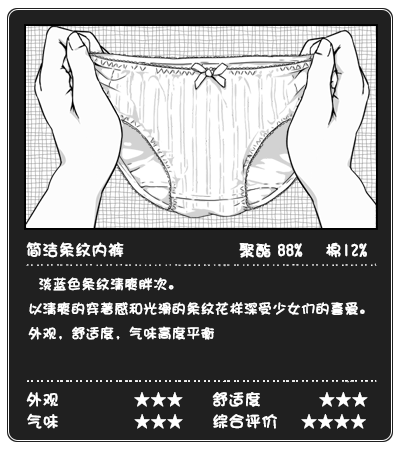 简洁条纹内裤 聚酯 88% 棉12%
淡蓝色条纹清爽胖次。
以清爽的穿着感和光滑的条纹花样深受少女们的喜爱。
外观，舒适度，气味高度平衡
外观 ★★★ 舒适度 ★★★
气味 ★★★ 综合评价 ★★★★